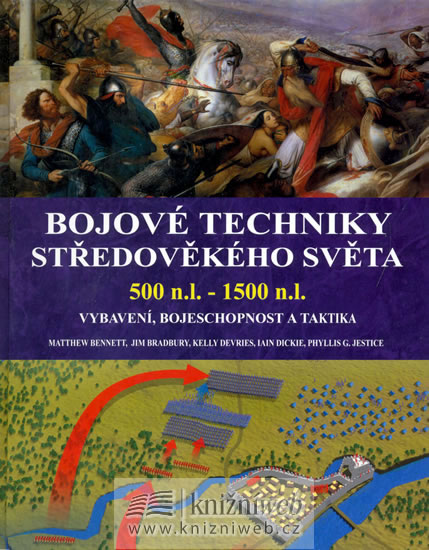 BOJOVÉ TECHNIKY
STŘEDOVĚKÉHO SVĚTA
500 n.l. - 1500 n.l.
VYBAVENÍ, BOJESCHOPNOST A TAKTIKA
MATTHEW BENNETT, JIM BRADBURY, KELLY DEVRIES, IAIN DICKIE, PHYLLIS G. JESTICE
knižníweb
www.knizniweb.cz